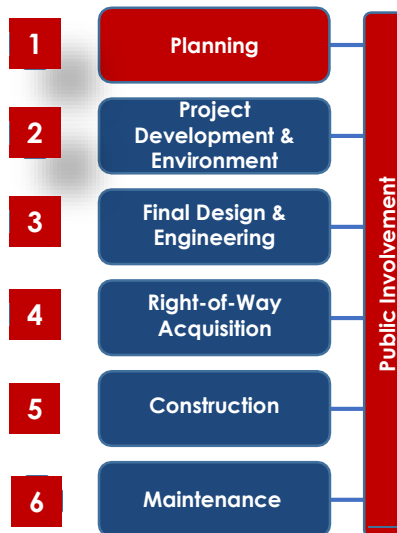 1
Planning
2
Project
Development &
Environment
3
Final Design &
Engineering
4
Right-of-Way
Acquisition
5
Construction
6
Maintenance
Public Involvement